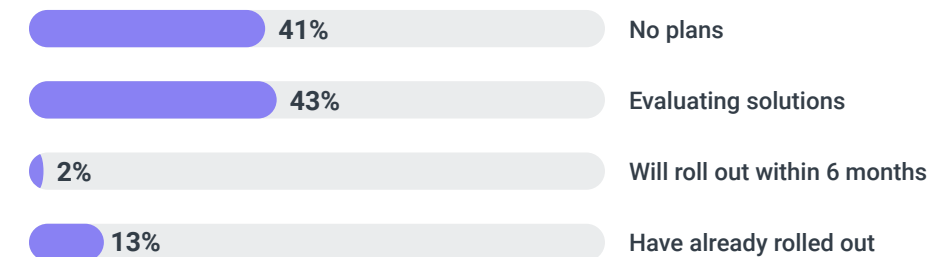 41% No plans
43% Evaluating solutions
2% Will roll out within 6 months
13% Have already rolled out